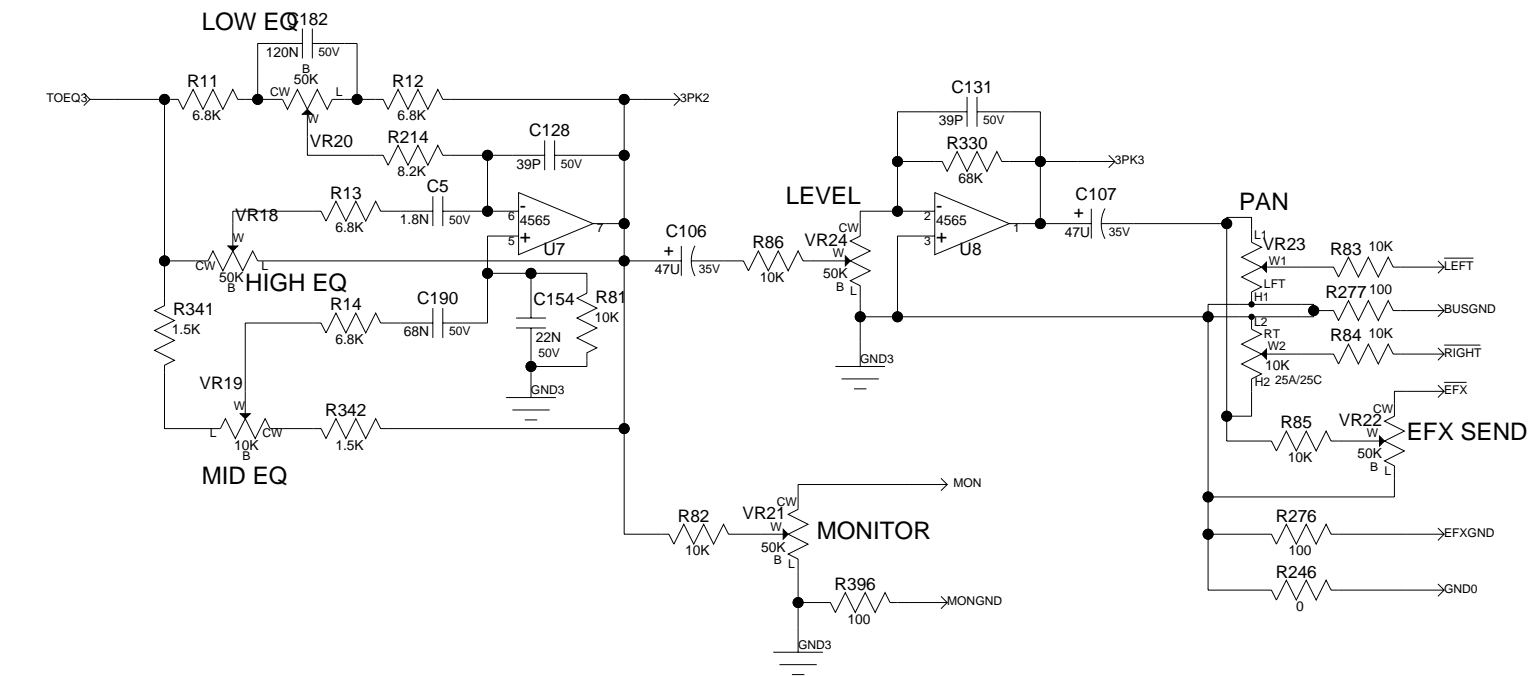 LOW EQ
C182
120N
50V
B
50K
TOEQ3
R11
6.8K
CW
L
W
VR20
R12
6.8K
3PK2
R214
8.2K
C128
39P
50V
R13
6.8K
C5
1.8N
50V
6
-
4565
5
+
7
U7
VR18
W
CW
L
50K
B
HIGH EQ
R341
1.5K
R14
6.8K
C190
68N
50V
C154
22N
50V
R81
10K
GND3
VR19
W
L
CW
10K
B
MID EQ
R342
1.5K
C106
+
47U
35V
R86
10K
LEVEL
VR24
CW
W
50K
B
L
GND3
C131
39P
50V
R330
68K
3PK3
2
-
4565
3
+
1
U8
C107
+
47U
35V
PAN
L1
VR23
W1
LFT
H1
R83
10K
LEFT
R277
100
BUSGND
L2
RT
W2
10K
H2
25A/25C
R84
10K
RIGHT
EFX
R85
10K
VR22
CW
W
50K
B
L
EFX SEND
R276
100
EFXGND
R246
0
GND0
R82
10K
VR21
CW
W
50K
B
L
MON
MONITOR
R396
100
MONGND
GND3